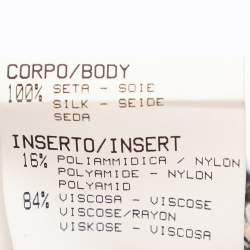 CORPO/BODY
100% SETA - SOIE
SILK - SEIDE
SEDA
INSERTO/INSERT
16% POLIAMMIDICA / NYLON
POLYAMIDE - NYLON
POLYAMID
84% VISCOSA - VISCOSE
VISCOSE/RAYON
VISKOSE - VISCOSA